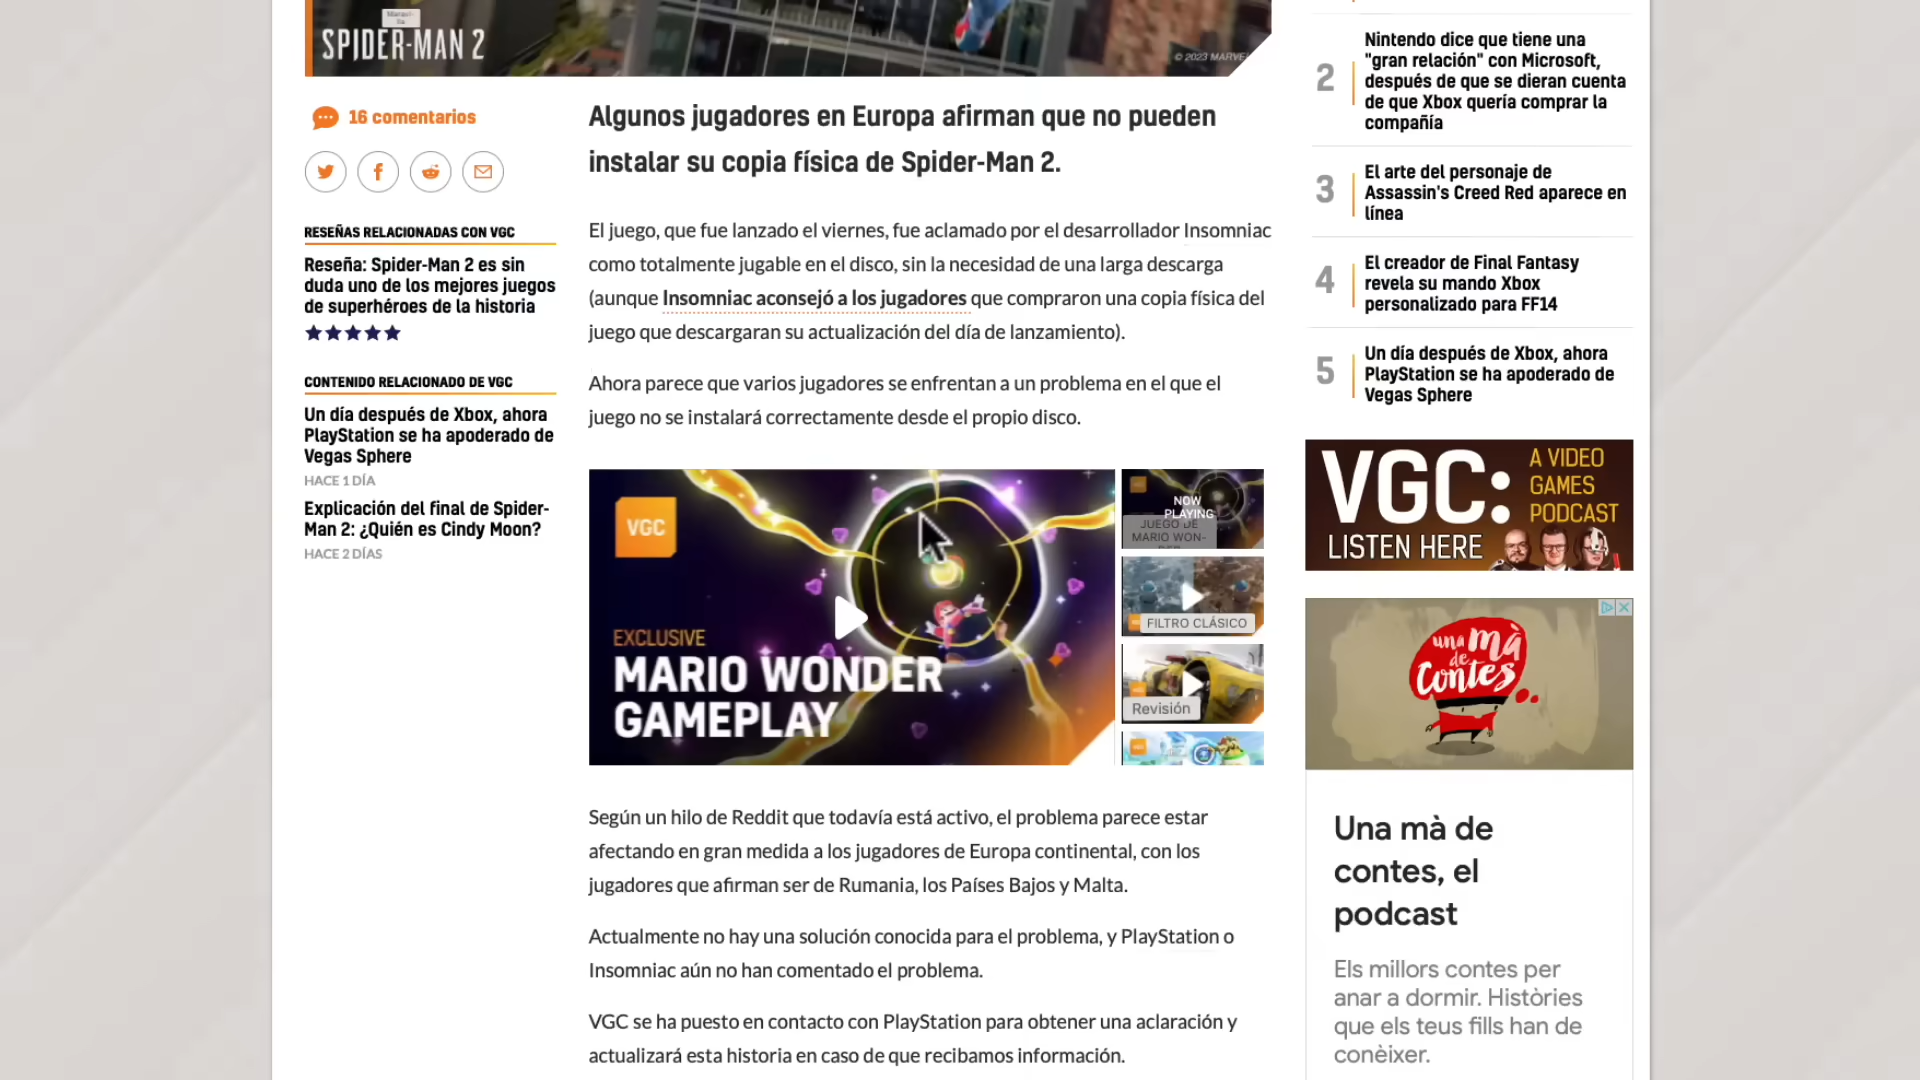 SPIDER-MAN 2
© 2023 MARVEL
16 comentarios
RESEÑAS RELACIONADAS CON VGC
Reseña: Spider-Man 2 es sin
duda uno de los mejores juegos
de superhéroes de la historia
CONTENIDO RELACIONADO DE VGC
Un día después de Xbox, ahora
PlayStation se ha apoderado de
Vegas Sphere
HACE 1 DÍA
Explicación del final de Spider-
Man 2: ¿Quién es Cindy Moon?
HACE 2 DÍAS
Algunos jugadores en Europa afirman que no pueden
instalar su copia física de Spider-Man 2.
El juego, que fue lanzado el viernes, fue aclamado por el desarrollador Insomniac
como totalmente jugable en el disco, sin la necesidad de una larga descarga
(aunque Insomniac aconsejó a los jugadores que compraron una copia física del
juego que descargaran su actualización del día de lanzamiento).
Ahora parece que varios jugadores se enfrentan a un problema en el que el
juego no se instalará correctamente desde el propio disco.
VGC
EXCLUSIVE
MARIO WONDER
GAMEPLAY
NOW
PLAYING
JUEGO DE
MARIO WON-
FILTRO CLÁSICO
Revisión
Según un hilo de Reddit que todavía está activo, el problema parece estar
afectando en gran medida a los jugadores de Europa continental, con los
jugadores que afirman ser de Rumania, los Países Bajos y Malta.
Actualmente no hay una solución conocida para el problema, y PlayStation o
Insomniac aún no han comentado el problema.
VGC se ha puesto en contacto con PlayStation para obtener una aclaración y
actualizará esta historia en caso de que recibamos información.
2
Nintendo dice que tiene una
"gran relación" con Microsoft,
después de que se dieran cuenta
de que Xbox quería comprar la
compañía
3
El arte del personaje de
Assassin's Creed Red aparece en
línea
4
El creador de Final Fantasy
revela su mando Xbox
personalizado para FF14
5
Un día después de Xbox, ahora
PlayStation se ha apoderado de
Vegas Sphere
VGC:
A VIDEO
GAMES
PODCAST
LISTEN HERE
una mà
de
Contes
Una mà de
contes, el
podcast
Els millors contes per
anar a dormir. Històries
que els teus fills han de
conèixer.